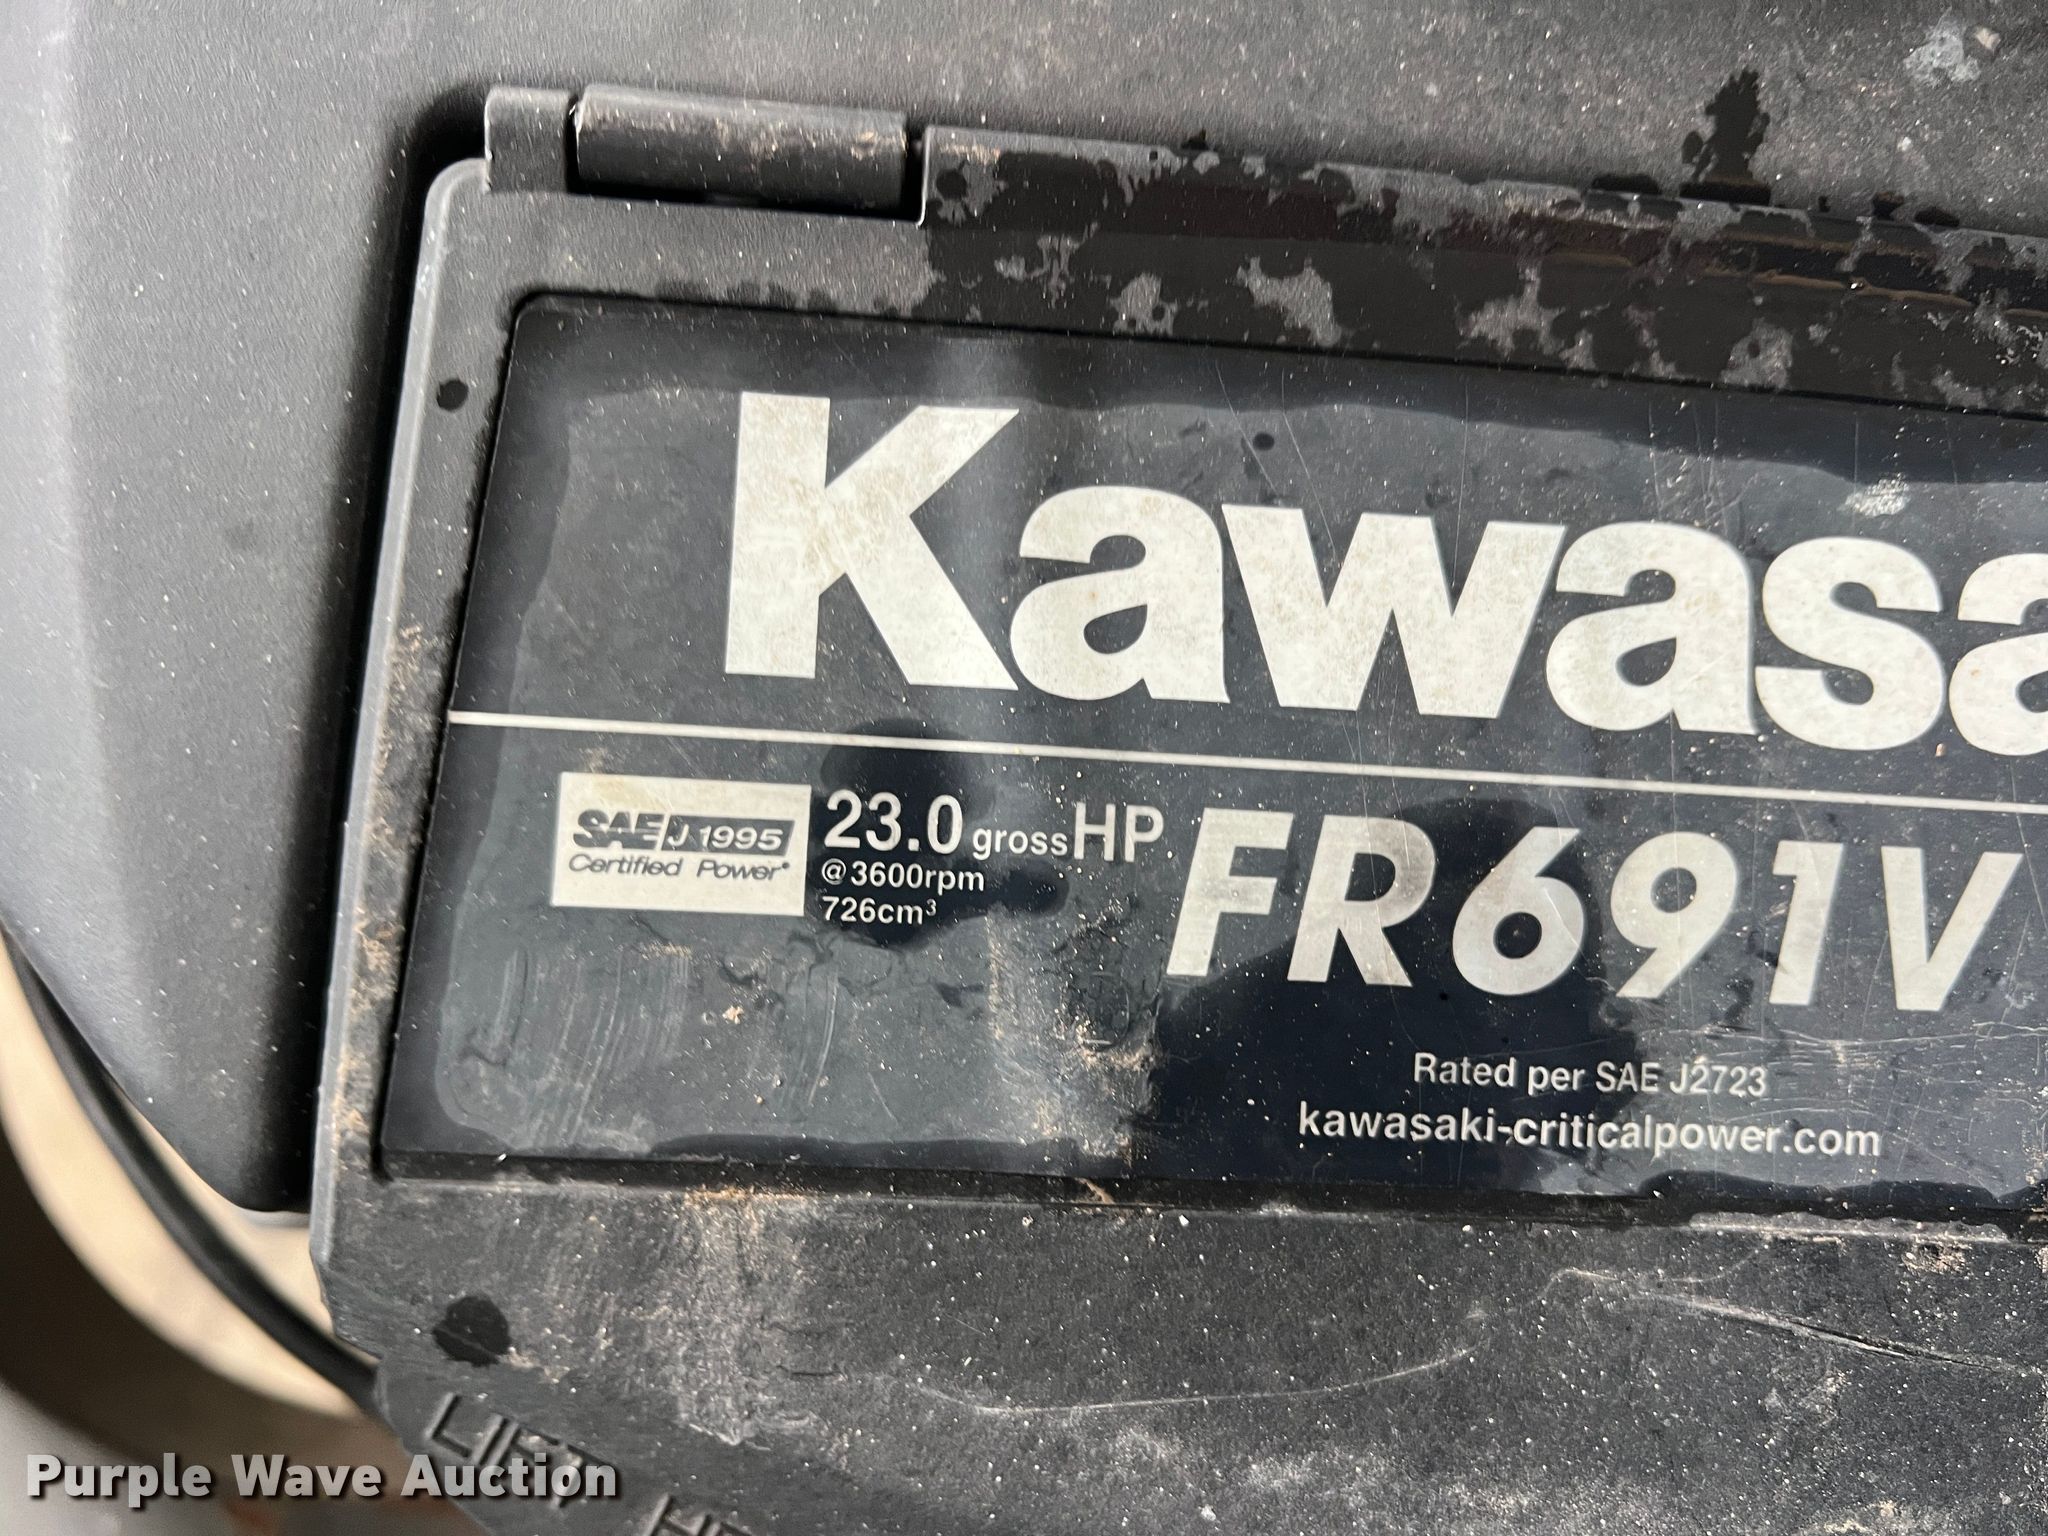 Kawasa
SAE J1995
Certified Power
23.0 gross HP
@3600rpm
726cm³
FR691V
Rated per SAE J2723
kawasaki-criticalpower.com
LIFT
Purple Wave Auction